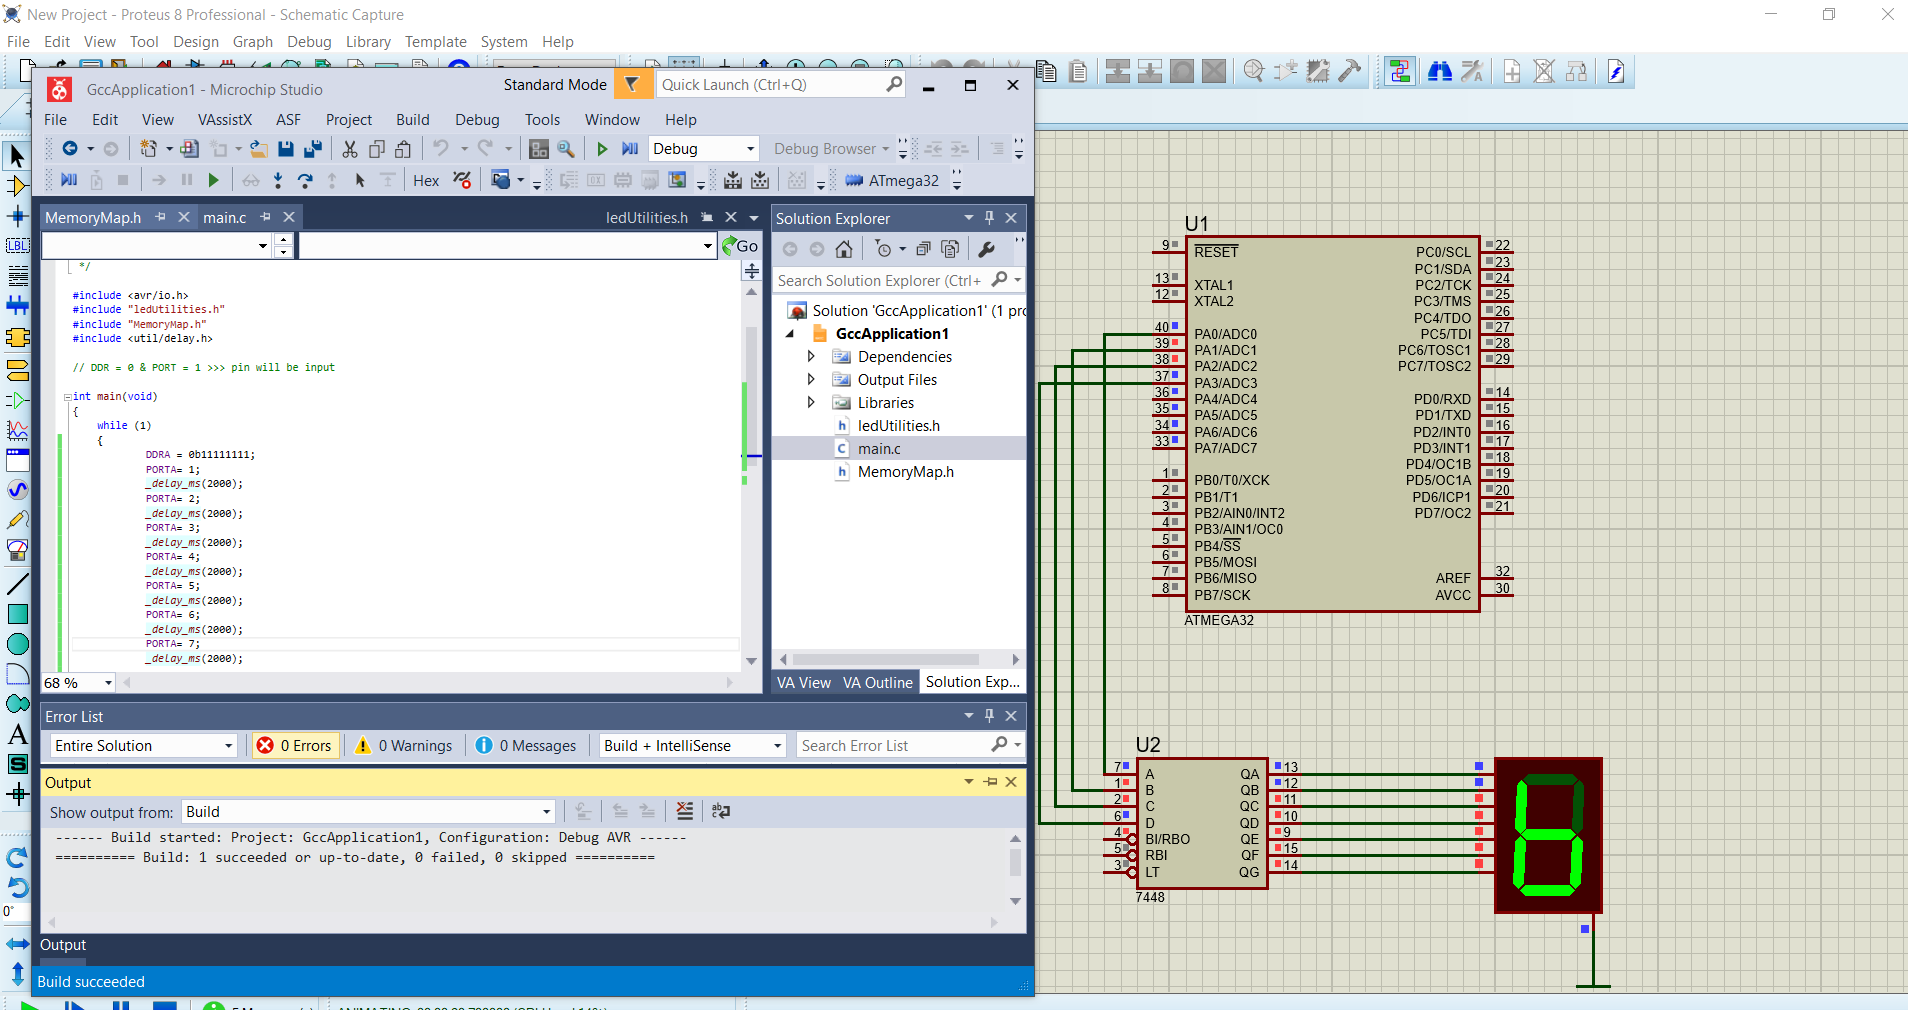 New Project - Proteus 8 Professional - Schematic Capture
File Edit View Tool Design Graph Debug Library Template System Help
GccApplication1 - Microchip Studio
Standard Mode
Quick Launch (Ctrl+Q)
File Edit View VAssistX ASF Project Build Debug Tools Window Help
Debug
Debug Browser
Hex
ATmega32
MemoryMap.h
main.c
ledUtilities.h
Go
*/
#include <avr/io.h>
#include "ledUtilities.h"
#include "MemoryMap.h"
#include <util/delay.h>
// DDR = 0 & PORT = 1 >>> pin will be input
int main(void)
{
while (1)
{
DDRA = 0b11111111;
PORTA= 1;
_delay_ms(2000);
PORTA= 2;
_delay_ms(2000);
PORTA= 3;
_delay_ms(2000);
PORTA= 4;
_delay_ms(2000);
PORTA= 5;
_delay_ms(2000);
PORTA= 6;
_delay_ms(2000);
PORTA= 7;
_delay_ms(2000);
68 %
Solution Explorer
Search Solution Explorer (Ctrl+
Solution 'GccApplication1' (1 pro
GccApplication1
Dependencies
Output Files
Libraries
ledUtilities.h
main.c
MemoryMap.h
VA View VA Outline Solution Exp...
Error List
Entire Solution
0 Errors
0 Warnings
0 Messages
Build + IntelliSense
Search Error List
Output
Show output from: Build
------ Build started: Project: GccApplication1, Configuration: Debug AVR ------
========== Build: 1 succeeded or up-to-date, 0 failed, 0 skipped ==========
Output
Build succeeded
LBL
A
S
0°
U1
9 RESET
13 XTAL1
12 XTAL2
40 PA0/ADC0
39 PA1/ADC1
38 PA2/ADC2
37 PA3/ADC3
36 PA4/ADC4
35 PA5/ADC5
34 PA6/ADC6
33 PA7/ADC7
1 PB0/T0/XCK
2 PB1/T1
3 PB2/AIN0/INT2
4 PB3/AIN1/OC0
5 PB4/SS
6 PB5/MOSI
7 PB6/MISO
8 PB7/SCK
PC0/SCL 22
PC1/SDA 23
PC2/TCK 24
PC3/TMS 25
PC4/TDO 26
PC5/TDI 27
PC6/TOSC1 28
PC7/TOSC2 29
PD0/RXD 14
PD1/TXD 15
PD2/INT0 16
PD3/INT1 17
PD4/OC1B 18
PD5/OC1A 19
PD6/ICP1 20
PD7/OC2 21
AREF 32
AVCC 30
ATMEGA32
U2
7 A QA 13
1 B QB 12
2 C QC 11
6 D QD 10
4 BI/RBO QE 9
5 RBI QF 15
3 LT QG 14
7448